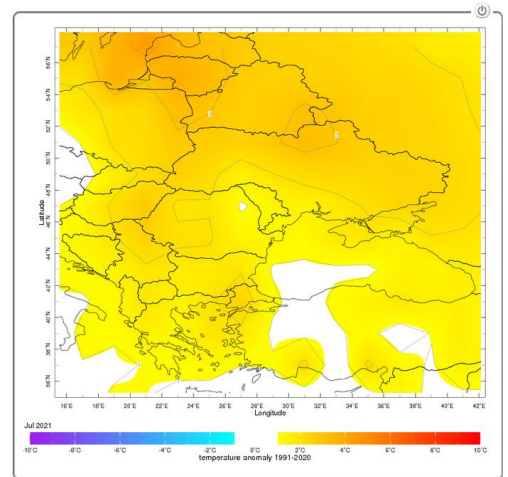 56°N
54°N
52°N
50°N
48°N
46°N
44°N
42°N
40°N
38°N
36°N
Latitude
3
3
16°E 18°E 20°E 22°E 24°E 26°E 28°E 30°E 32°E 34°E 36°E 38°E 40°E 42°E
Longitude
Jul 2021
-10°C -8°C -6°C -4°C -2°C 0°C 2°C 4°C 6°C 8°C 10°C
temperature anomaly 1991-2020